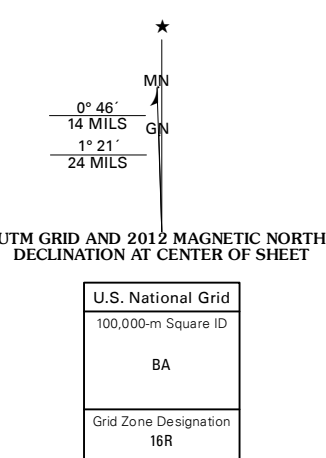 ★
MN
0° 46´
14 MILS
GN
1° 21´
24 MILS
UTM GRID AND 2012 MAGNETIC NORTH
DECLINATION AT CENTER OF SHEET
U.S. National Grid
100,000-m Square ID
BA
Grid Zone Designation
16R